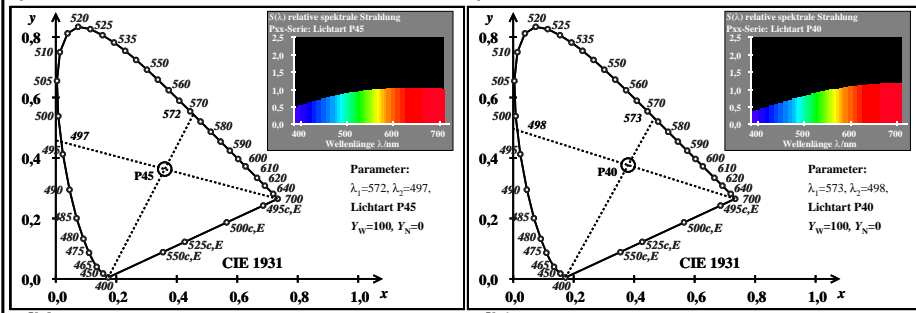 y
520
525
510
535
550
560
505
570
572
500
580
590
497
600
495
610
620
640
P45
700
490
495c,E
485
500c,E
480
525c,E
475
550c,E
465
450
400
CIE 1931
0,8
0,6
0,4
0,2
0,0
0,0 0,2 0,4 0,6 0,8 1,0
x
S(λ) relative spektrale Strahlung
Pxx-Serie: Lichtart P45
2,5
2,0
1,5
1,0
0,5
0,0
400 500 600 700
Wellenlänge λ/nm
Parameter:
λ1=572, λ2=497,
Lichtart P45
YW=100, YN=0
y
520
525
510
535
550
560
505
570
573
500
580
590
498
600
495
610
620
640
P40
700
490
495c,E
485
500c,E
480
525c,E
475
550c,E
465
450
400
CIE 1931
0,8
0,6
0,4
0,2
0,0
0,0 0,2 0,4 0,6 0,8 1,0
x
S(λ) relative spektrale Strahlung
Pxx-Serie: Lichtart P40
2,5
2,0
1,5
1,0
0,5
0,0
400 500 600 700
Wellenlänge λ/nm
Parameter:
λ1=573, λ2=498,
Lichtart P40
YW=100, YN=0